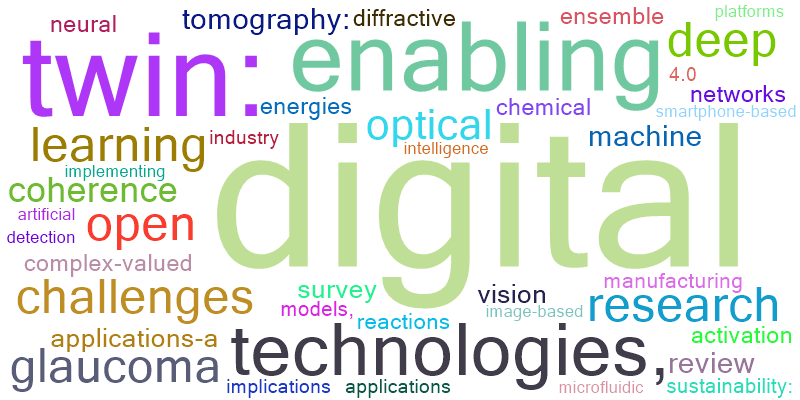 platforms
neural
tomography:
diffractive
ensemble
twin:
enabling
deep
4.0
energies
chemical
networks
smartphone-based
optical
learning
industry
intelligence
machine
implementing
coherence
digital
artificial
open
detection
complex-valued
challenges
survey
vision
manufacturing
models,
image-based
research
reactions
applications-a
technologies,
activation
glaucoma
review
implications
applications
microfluidic
sustainability: